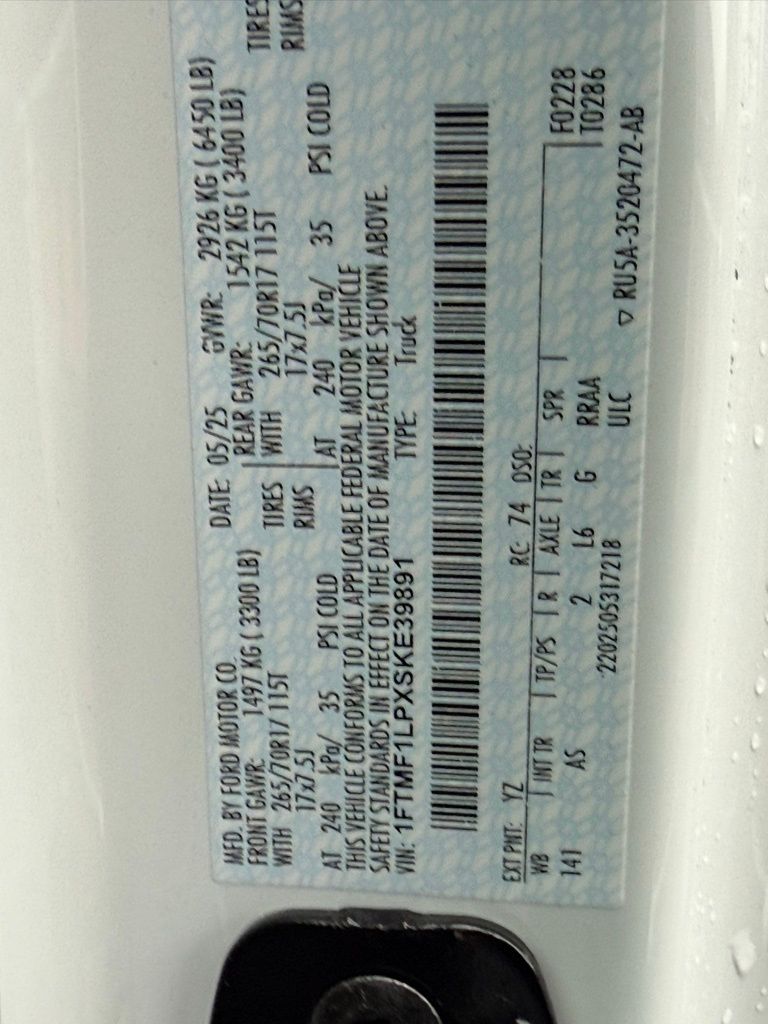 MFD. BY FORD MOTOR CO.
DATE: 05/25 GVWR: 2926 KG ( 6450 LB)
FRONT GAWR: 1497 KG ( 3300 LB) REAR GAWR: 1542 KG ( 3400 LB)
WITH 265/70R17 115T TIRES WITH 265/70R17 115T TIRES
17x7.5J RIMS 17x7.5J RIMS
AT 240 kPa/ 35 PSI COLD AT 240 kPa/ 35 PSI COLD
THIS VEHICLE CONFORMS TO ALL APPLICABLE FEDERAL MOTOR VEHICLE
SAFETY STANDARDS IN EFFECT ON THE DATE OF MANUFACTURE SHOWN ABOVE.
VIN: 1FTMF1LPXSKE39891 TYPE: Truck
EXT PNT: YZ RC: 74 DSO:
WB INT TR TP/PS R AXLE TR SPR F0228
141 AS 2 L6 G RRAA T0286
2202505317218 ULC
▽ RU5A-3520472-AB